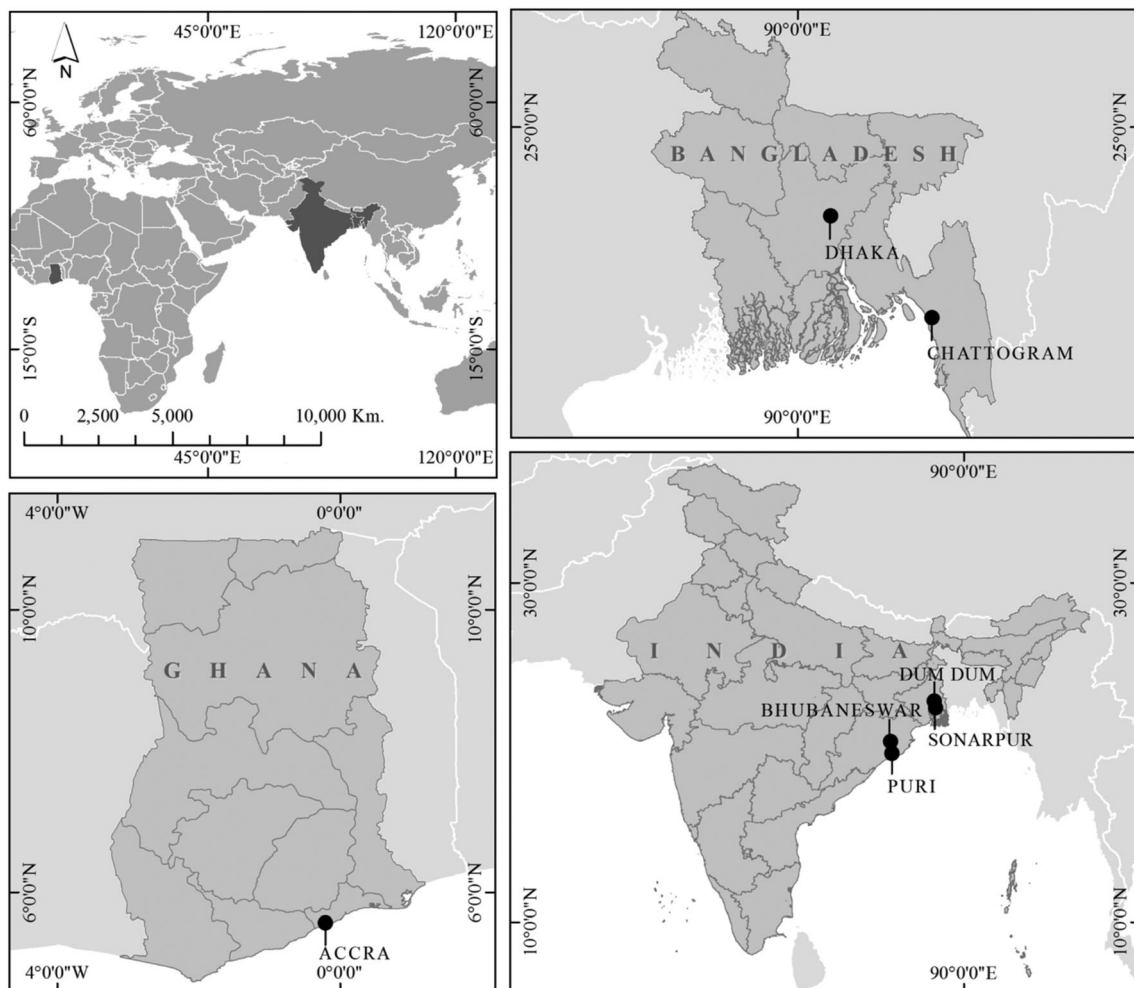 45°0'0"E 120°0'0"E
N
60°0'0"N 60°0'0"N
15°0'0"S 15°0'0"S
0 2,500 5,000 10,000 Km.
45°0'0"E 120°0'0"E
90°0'0"E
25°0'0"N 25°0'0"N
BANGLADESH
DHAKA
CHATTOGRAM
90°0'0"E
4°0'0"W 0°0'0"
10°0'0"N 10°0'0"N
GHANA
6°0'0"N 6°0'0"N
ACCRA
4°0'0"W 0°0'0"
90°0'0"E
30°0'0"N 30°0'0"N
INDIA
DUM DUM
BHUBANESWAR
SONARPUR
PURI
10°0'0"N 10°0'0"N
90°0'0"E